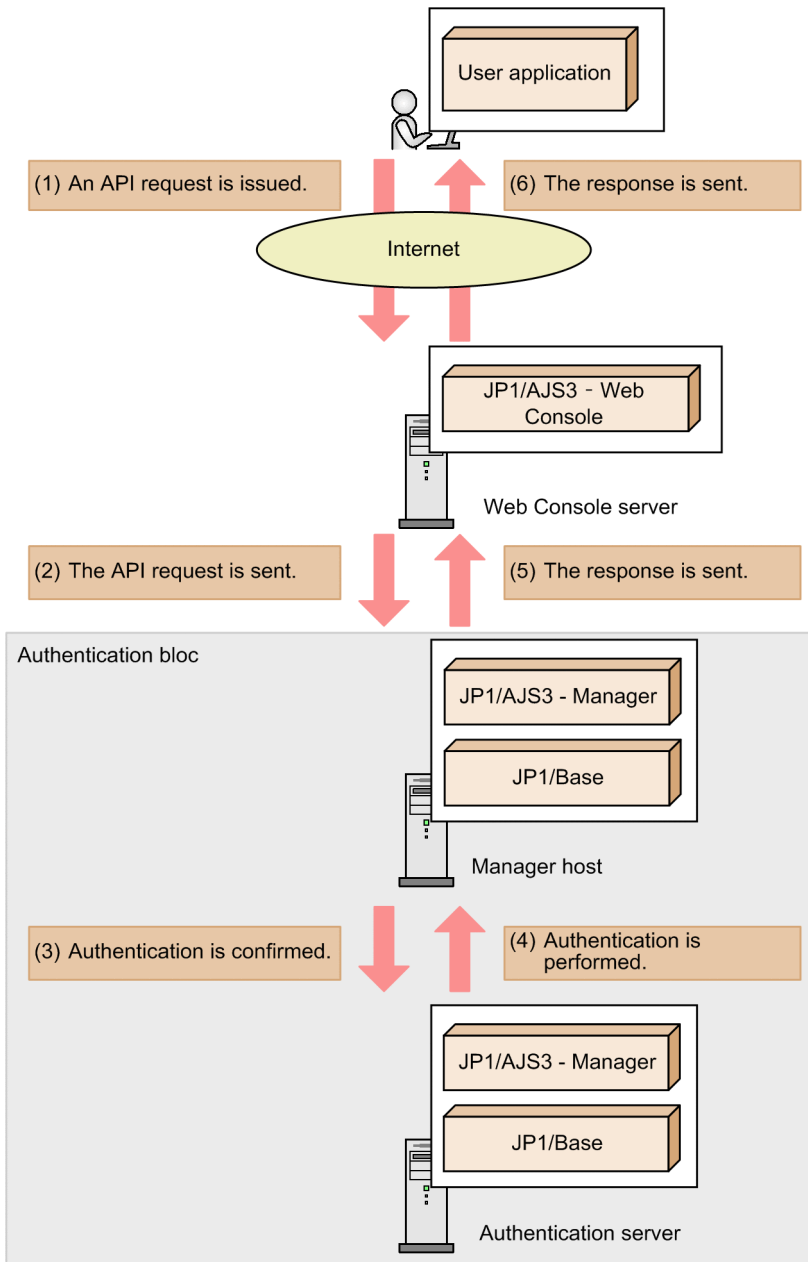 User application
(1) An API request is issued.
(6) The response is sent.
Internet
JP1/AJS3 - Web
Console
Web Console server
(2) The API request is sent.
(5) The response is sent.
Authentication bloc
JP1/AJS3 - Manager
JP1/Base
Manager host
(3) Authentication is confirmed.
(4) Authentication is
performed.
JP1/AJS3 - Manager
JP1/Base
Authentication server